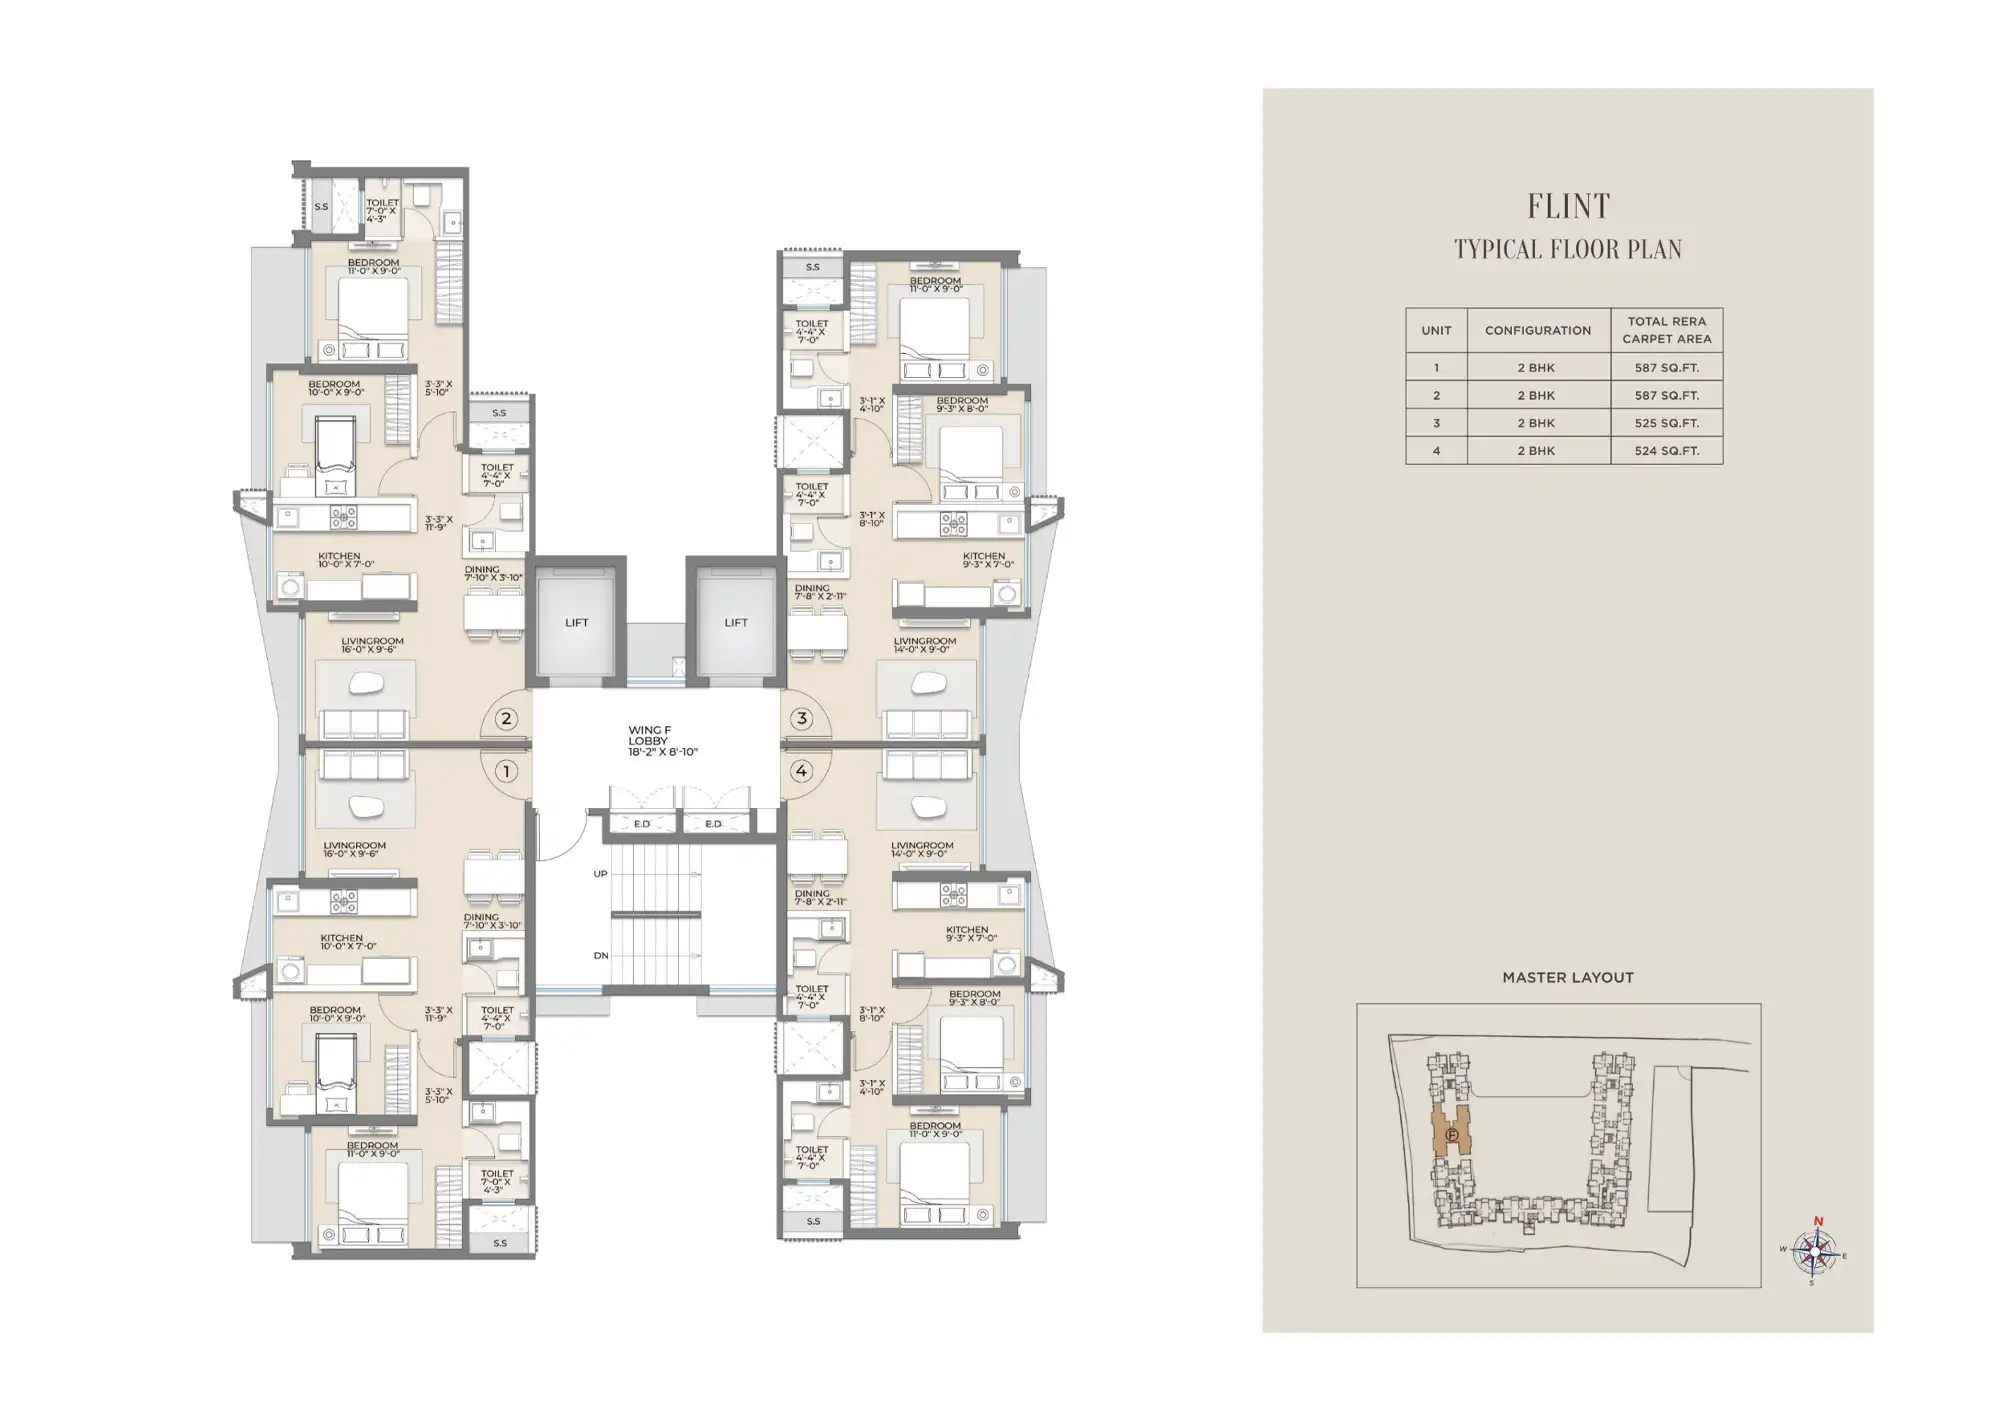 S.S
TOILET
7'-0" X
4'-3"
BEDROOM
11'-0" X 9'-0"
BEDROOM
10'-0" X 9'-0"
3'-3" X
5'-10"
S.S
TOILET
4'-4" X
7'-0"
3'-3" X
11'-9"
KITCHEN
10'-0" X 7'-0"
DINING
7'-10" X 3'-10"
LIVINGROOM
16'-0" X 9'-6"
2
LIFT
LIFT
S.S
TOILET
4'-4" X
7'-0"
BEDROOM
11'-0" X 9'-0"
3'-1" X
4'-10"
BEDROOM
9'-3" X 8'-0"
TOILET
4'-4" X
7'-0"
3'-1" X
8'-10"
KITCHEN
9'-3" X 7'-0"
DINING
7'-8" X 2'-11"
LIVINGROOM
14'-0" X 9'-0"
3
WING F
LOBBY
18'-2" X 8'-10"
1
LIVINGROOM
16'-0" X 9'-6"
DINING
7'-10" X 3'-10"
KITCHEN
10'-0" X 7'-0"
BEDROOM
10'-0" X 9'-0"
3'-3" X
11'-9"
TOILET
4'-4" X
7'-0"
3'-3" X
5'-10"
BEDROOM
11'-0" X 9'-0"
TOILET
7'-0" X
4'-3"
S.S
E.D
E.D
UP
DN
4
LIVINGROOM
14'-0" X 9'-0"
DINING
7'-8" X 2'-11"
KITCHEN
9'-3" X 7'-0"
TOILET
4'-4" X
7'-0"
3'-1" X
8'-10"
BEDROOM
9'-3" X 8'-0"
3'-1" X
4'-10"
BEDROOM
11'-0" X 9'-0"
TOILET
4'-4" X
7'-0"
S.S
FLINT
TYPICAL FLOOR PLAN
UNIT CONFIGURATION TOTAL RERA CARPET AREA
1 2 BHK 587 SQ.FT.
2 2 BHK 587 SQ.FT.
3 2 BHK 525 SQ.FT.
4 2 BHK 524 SQ.FT.
MASTER LAYOUT
F
N
W E
S